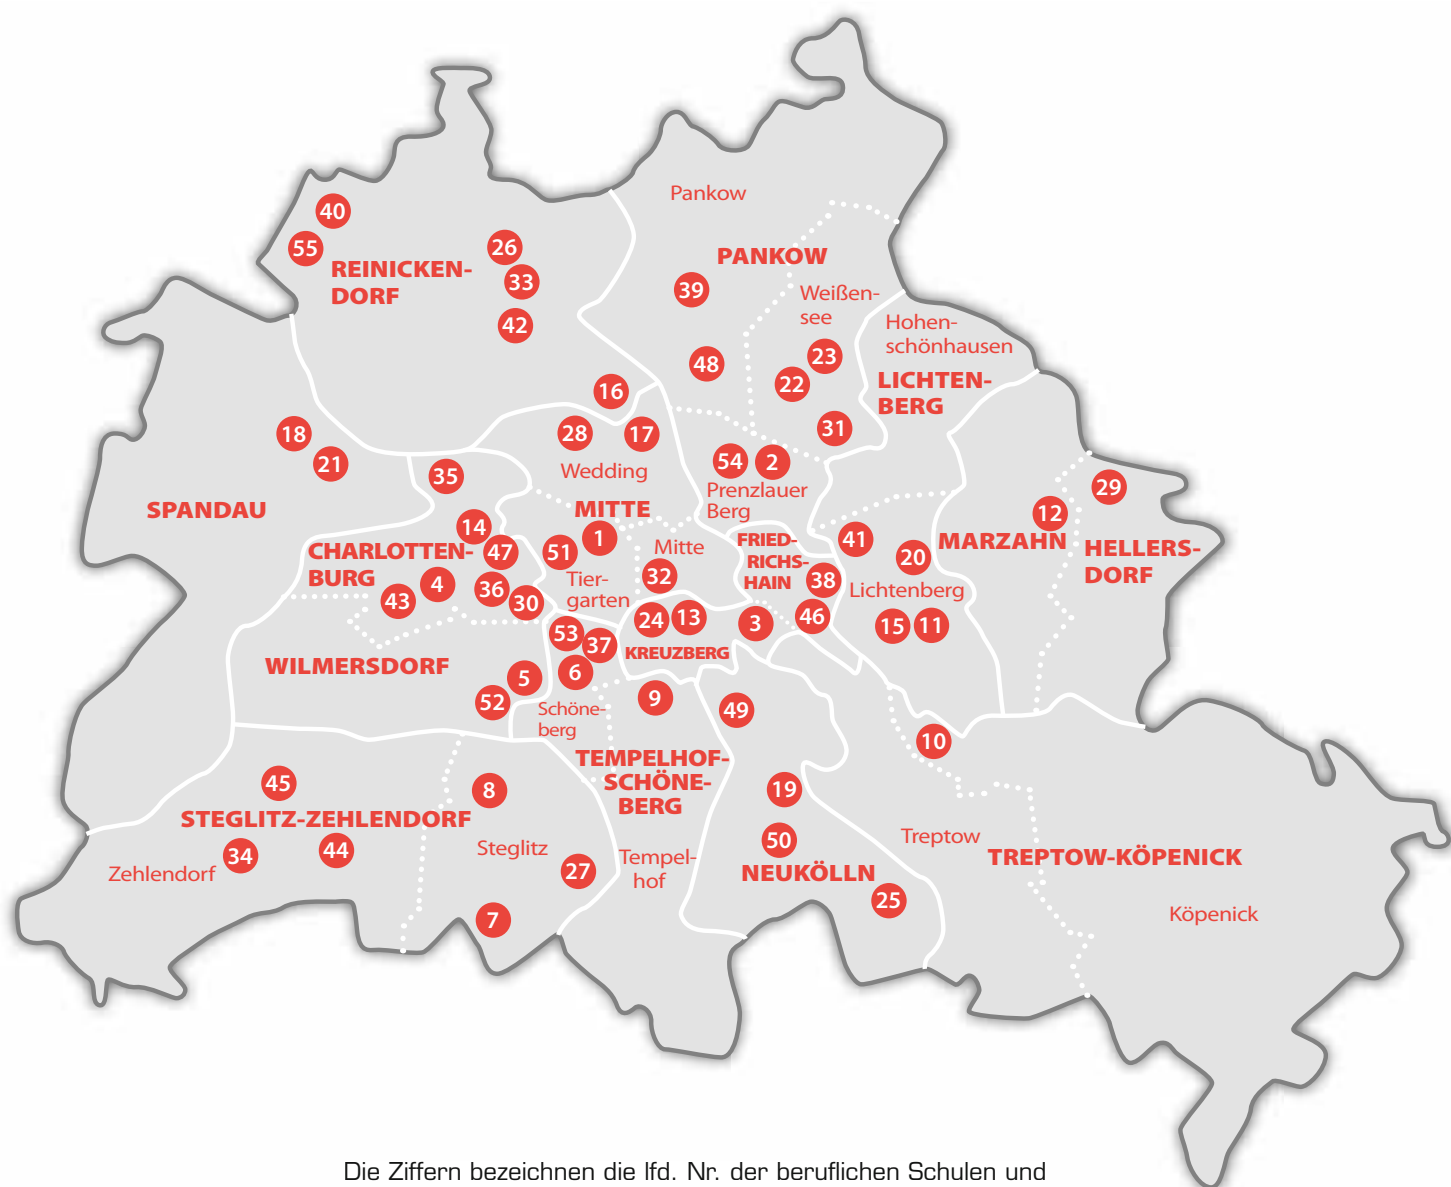 Pankow
40
55
26
REINICKEN-
DORF
33
42
PANKOW
39
Weißen-
see
Hohen-
schönhausen
48
23
22
LICHTEN-
BERG
16
31
28
17
Wedding
18
21
35
54
2
Prenzlauer
Berg
29
12
SPANDAU
MITTE
14
1
47
51
CHARLOTTEN-
BURG
Mitte
32
FRIED-
RICHS-
HAIN
41
20
MARZAHN
HELLERS-
DORF
4
43
36
30
Tier-
garten
38
Lichtenberg
24
13
3
46
15
11
53
37
KREUZBERG
WILMERSDORF
5
6
52
Schöne-
berg
9
49
10
TEMPELHOF-
SCHÖNE-
BERG
45
8
19
STEGLITZ-ZEHLENDORF
Zehlendorf
34
44
Steglitz
27
Tempel-
hof
50
NEUKÖLLN
25
Treptow
TREPTOW-KÖPENICK
7
Köpenick
Die Ziffern bezeichnen die lfd. Nr. der beruflichen Schulen und